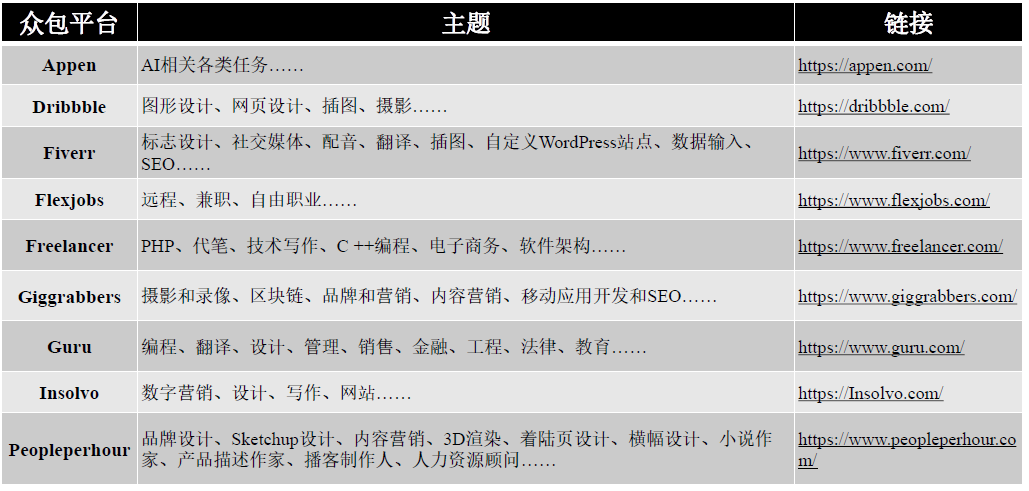 众包平台 主题 链接
Appen AI相关各类任务…… https://appen.com/
Dribbble 图形设计、网页设计、插图、摄影…… https://dribbble.com/
Fiverr 标志设计、社交媒体、配音、翻译、插图、自定义WordPress站点、数据输入、
SEO…… https://www.fiverr.com/
Flexjobs 远程、兼职、自由职业…… https://www.flexjobs.com/
Freelancer PHP、代笔、技术写作、C ++编程、电子商务、软件架构…… https://www.freelancer.com/
Giggrabbers 摄影和录像、区块链、品牌和营销、内容营销、移动应用开发和SEO…… https://www.giggrabbers.com/
Guru 编程、翻译、设计、管理、销售、金融、工程、法律、教育…… https://www.guru.com/
Insolvo 数字营销、设计、写作、网站…… https://Insolvo.com/
Peopleperhour 品牌设计、Sketchup设计、内容营销、3D渲染、着陆页设计、横幅设计、小说作 https://www.peopleperhour.co
家、产品描述作家、播客制作人、人力资源顾问…… m/